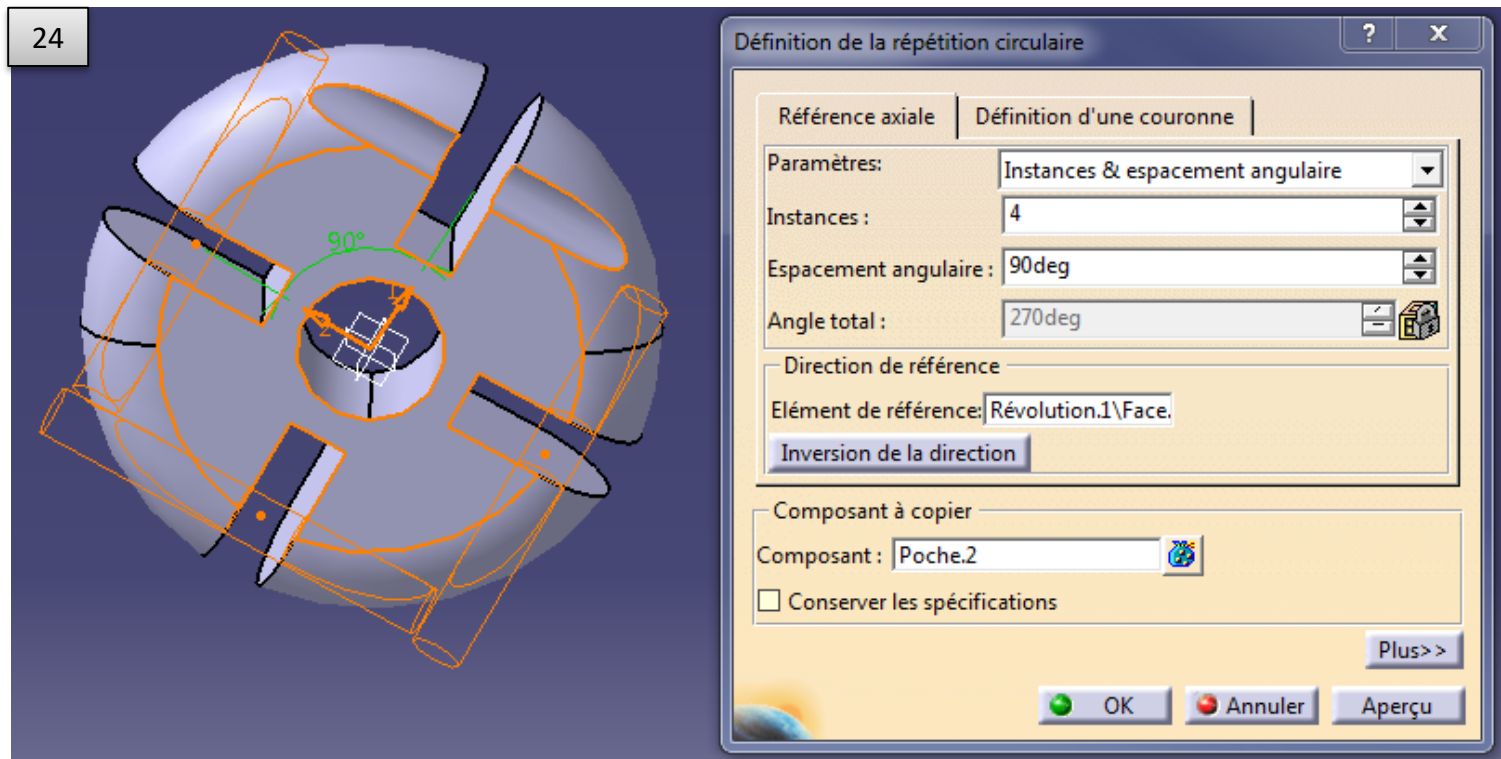 24
90°
Définition de la répétition circulaire
? X
Référence axiale Définition d'une couronne
Paramètres: Instances & espacement angulaire
Instances : 4
Espacement angulaire : 90deg
Angle total : 270deg
Direction de référence
Elément de référence: Révolution.1\Face.
Inversion de la direction
Composant à copier
Composant : Poche.2
Conserver les spécifications
Plus>>
OK Annuler Aperçu